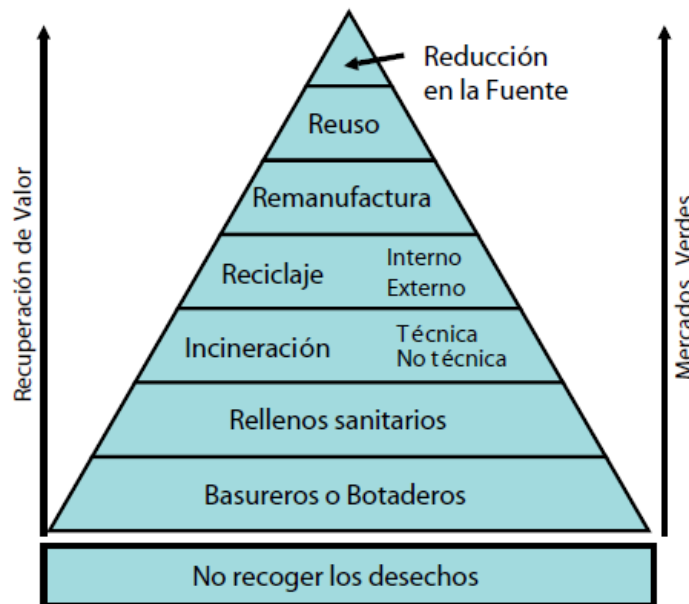 Reducción
en la Fuente
Reuso
Remanufactura
Reciclaje
Interno
Externo
Incineración
Técnica
No técnica
Rellenos sanitarios
Basureros o Botaderos
No recoger los desechos
Recuperación de Valor
Mercados Verdes